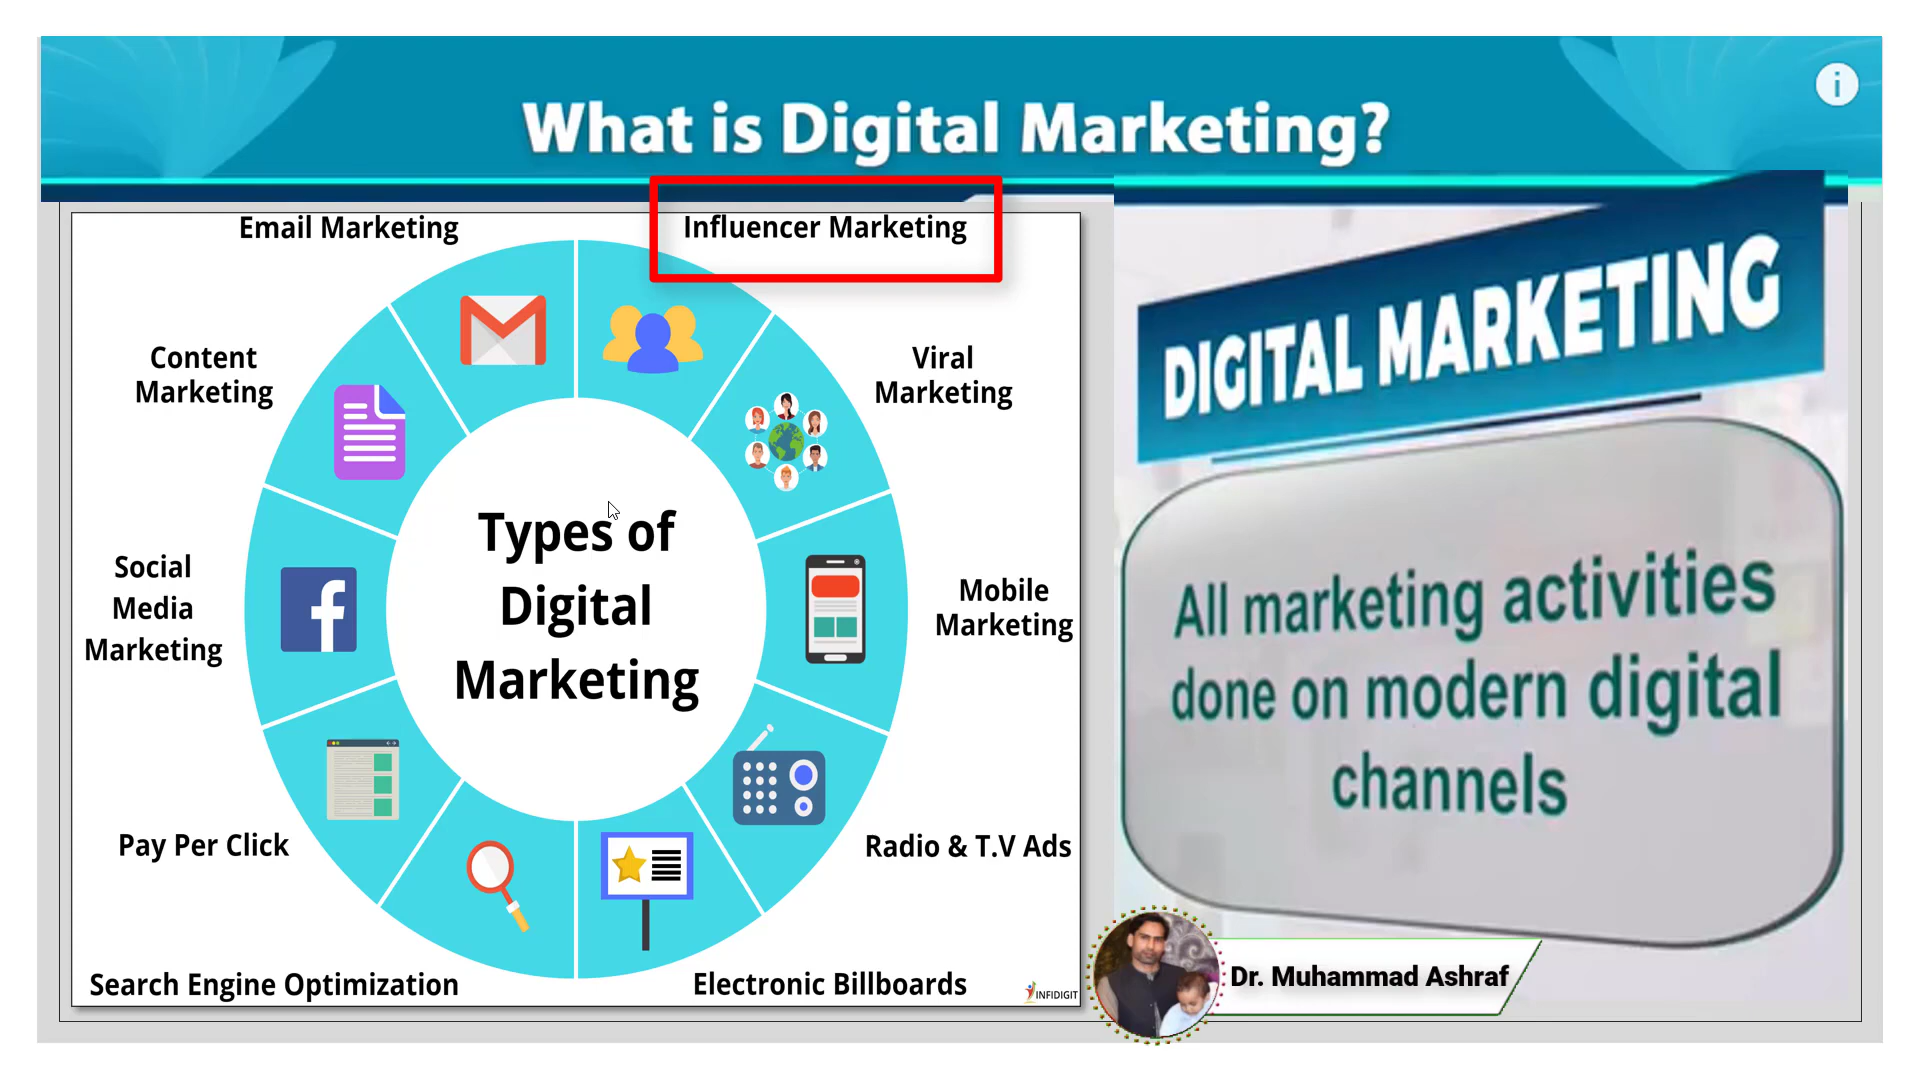 What is Digital Marketing?
i
Email Marketing
Influencer Marketing
Content
Marketing
Viral
Marketing
Social
Media
Marketing
Types of
Digital
Marketing
Mobile
Marketing
Pay Per Click
Radio & T.V Ads
Search Engine Optimization
Electronic Billboards
INFIDIGIT
DIGITAL MARKETING
All marketing activities
done on modern digital
channels
Dr. Muhammad Ashraf